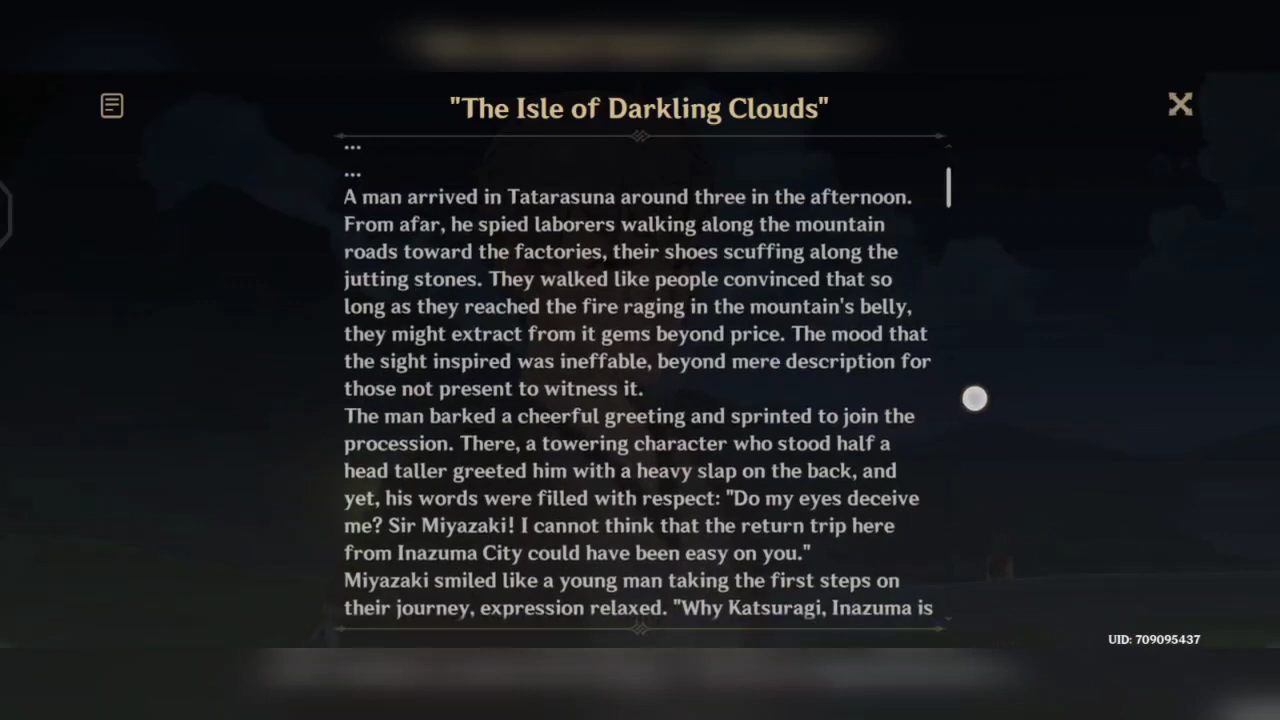 "The Isle of Darkling Clouds"
...
...
A man arrived in Tatarasuna around three in the afternoon.
From afar, he spied laborers walking along the mountain
roads toward the factories, their shoes scuffing along the
jutting stones. They walked like people convinced that so
long as they reached the fire raging in the mountain's belly,
they might extract from it gems beyond price. The mood that
the sight inspired was ineffable, beyond mere description for
those not present to witness it.
The man barked a cheerful greeting and sprinted to join the
procession. There, a towering character who stood half a
head taller greeted him with a heavy slap on the back, and
yet, his words were filled with respect: "Do my eyes deceive
me? Sir Miyazaki! I cannot think that the return trip here
from Inazuma City could have been easy on you."
Miyazaki smiled like a young man taking the first steps on
their journey, expression relaxed. "Why Katsuragi, Inazuma is
UID: 709095437